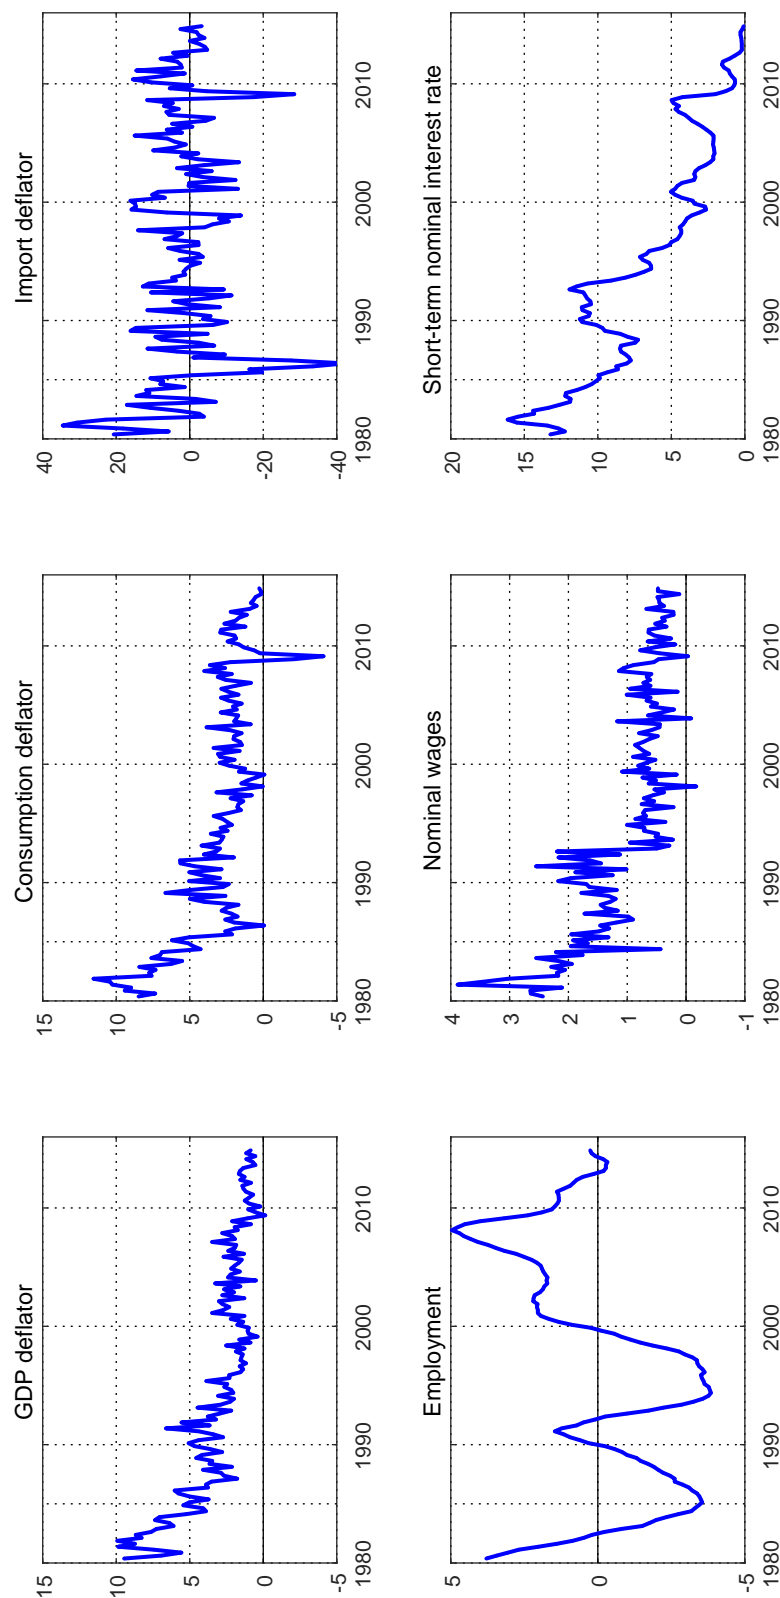 GDP deflator
15
10
5
0
-5
1980 1990 2000 2010
Consumption deflator
15
10
5
0
-5
1980 1990 2000 2010
Import deflator
40
20
0
-20
-40
1980 1990 2000 2010
Employment
5
0
-5
1980 1990 2000 2010
Nominal wages
4
3
2
1
0
-1
1980 1990 2000 2010
Short-term nominal interest rate
20
15
10
5
0
1980 1990 2000 2010